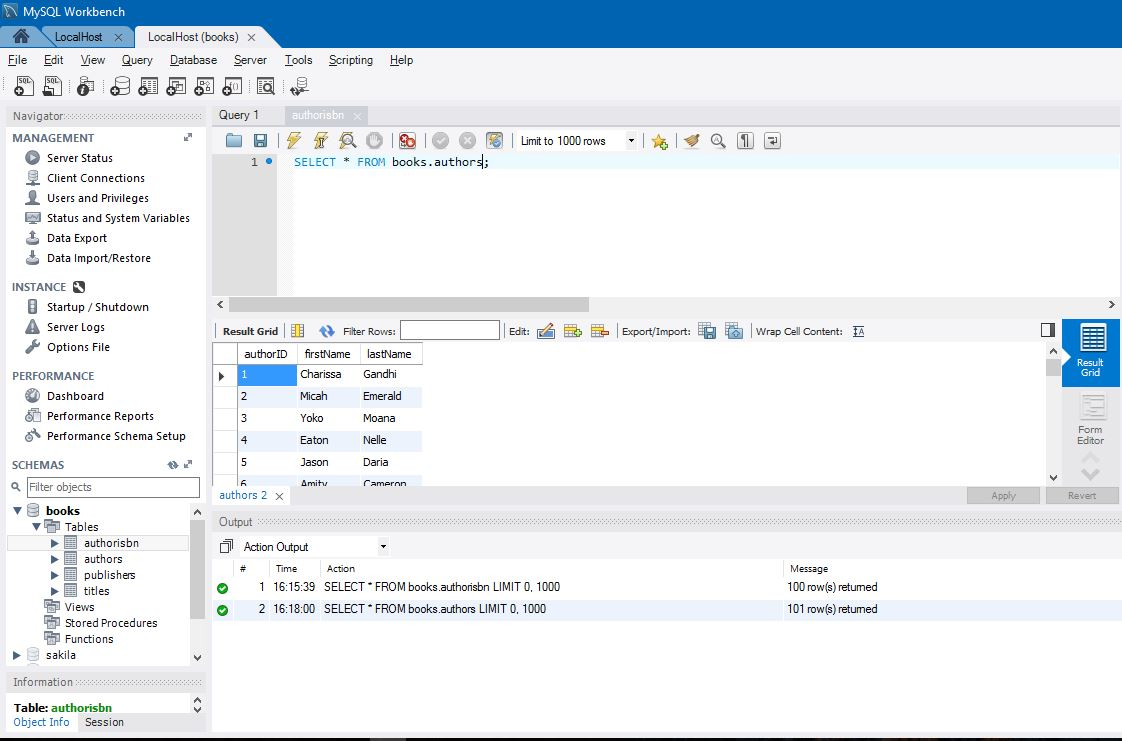 MySQL Workbench
LocalHost
LocalHost (books)
File Edit View Query Database Server Tools Scripting Help
Navigator
MANAGEMENT
Server Status
Client Connections
Users and Privileges
Status and System Variables
Data Export
Data Import/Restore
INSTANCE
Startup / Shutdown
Server Logs
Options File
PERFORMANCE
Dashboard
Performance Reports
Performance Schema Setup
SCHEMAS
Filter objects
books
Tables
authorisbn
authors
publishers
titles
Views
Stored Procedures
Functions
sakila
Information
Table: authorisbn
Object Info Session
Query 1 authorisbn
Limit to 1000 rows
1 SELECT * FROM books.authors;
Result Grid Filter Rows: Edit: Export/Import: Wrap Cell Content:
authorID firstName lastName
1 Charissa Gandhi
2 Micah Emerald
3 Yoko Moana
4 Eaton Nelle
5 Jason Daria
6 Amity Cameron
Result
Grid
Form
Editor
authors 2 Apply Revert
Output
Action Output
# Time Action Message
1 16:15:39 SELECT * FROM books.authorisbn LIMIT 0, 1000 100 row(s) returned
2 16:18:00 SELECT * FROM books.authors LIMIT 0, 1000 101 row(s) returned